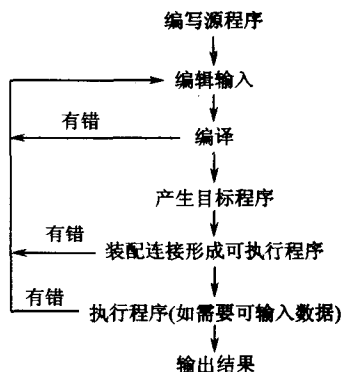 编写源程序
编辑输入
有错
编译
产生目标程序
有错
装配连接形成可执行程序
有错
执行程序(如需要可输入数据)
输出结果